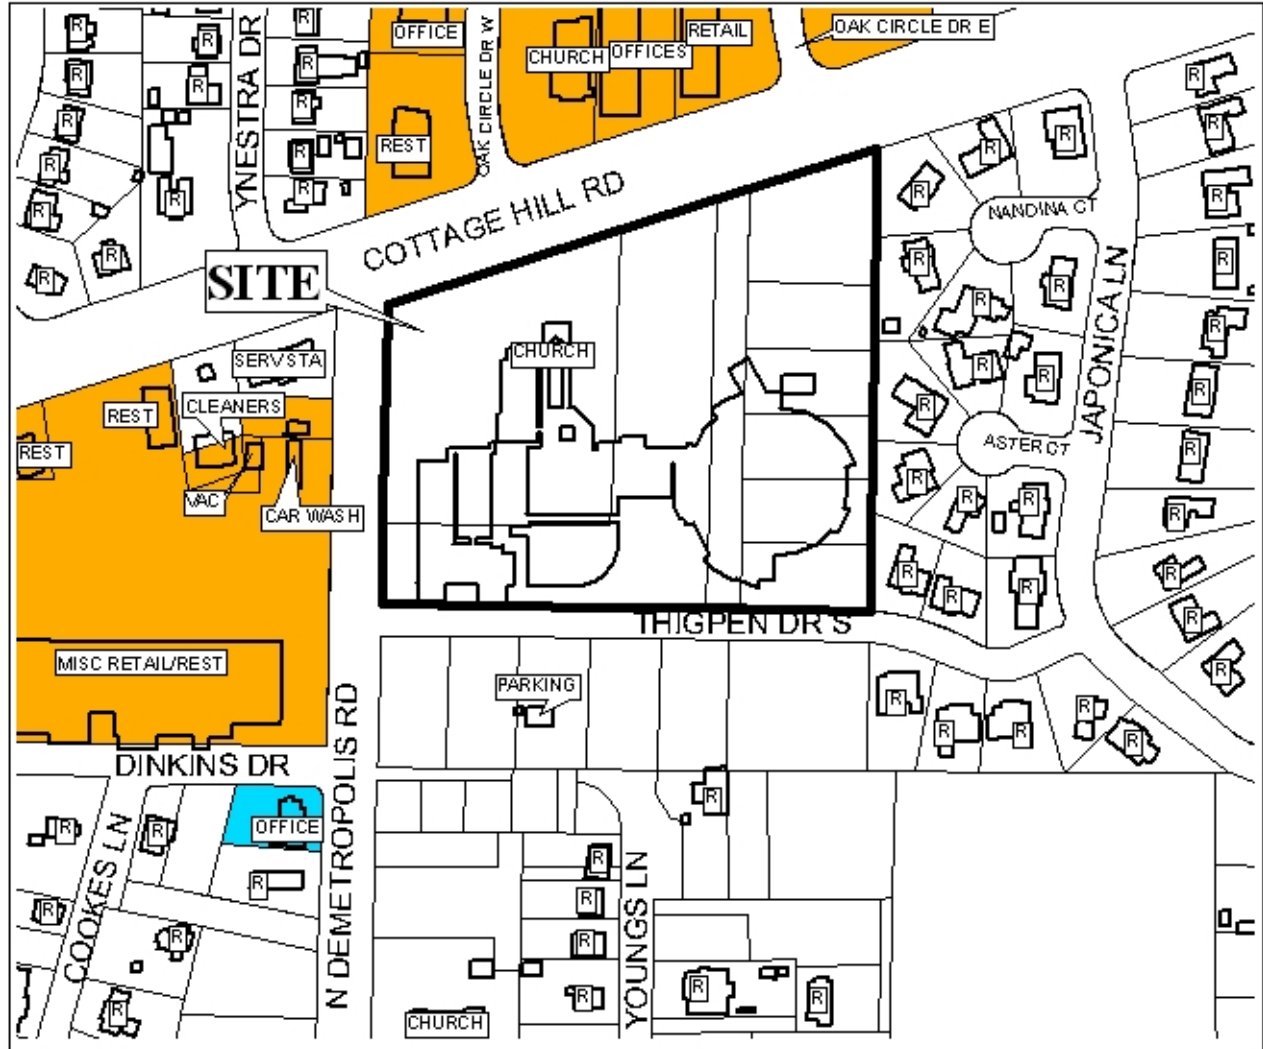 R
R
YNESTRA DR
R
OFFICE
OAK CIRCLE DR W
CHURCH
OFFICES
RETAIL
OAK CIRCLE DR E
R
R
R
R
R
R
R
REST
R
R
R
R
R
R
R
R
R
R
R
R
R
COTTAGE HILL RD
NANDINA CT
SITE
R
R
R
R
JAPONICA LN
R
CHURCH
SERV STA
R
R
R
REST
CLEANERS
R
ASTER CT
REST
R
VAC
CAR WASH
R
R
R
R
R
R
R
R
R
THIGPEN DR S
R
MISC RETAIL/REST
R
PARKING
R
R
R
R
R
DINKINS DR
N DEMETROPOLIS RD
R
OFFICE
R
R
COOKES LN
R
R
YOUNGS LN
R
R
R
R
R
R
R
R
R
CHURCH